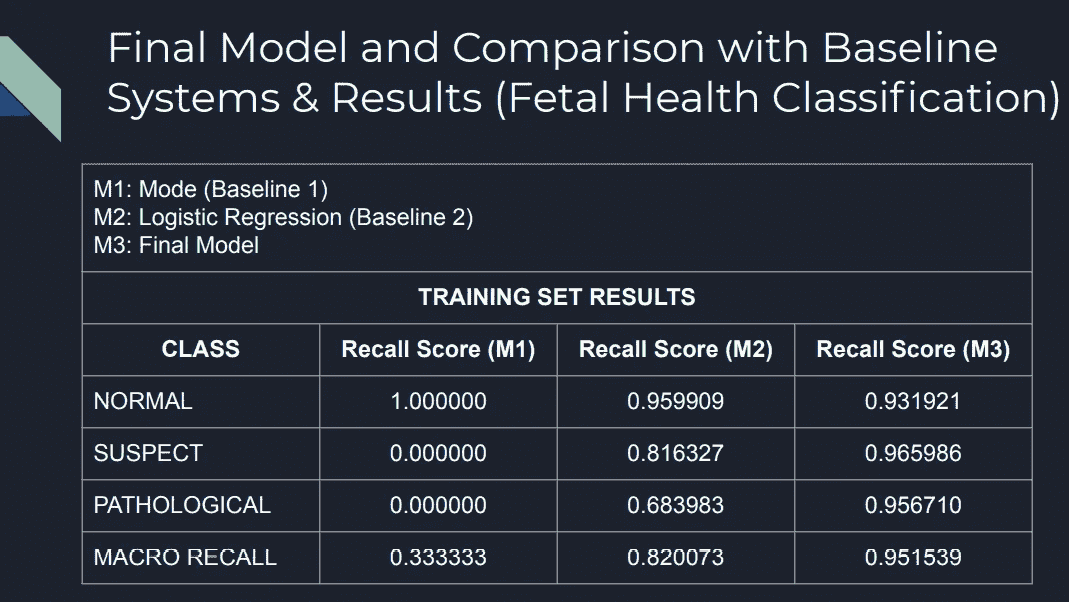 Final Model and Comparison with Baseline
Systems & Results (Fetal Health Classification)
M1: Mode (Baseline 1)
M2: Logistic Regression (Baseline 2)
M3: Final Model
TRAINING SET RESULTS
CLASS Recall Score (M1) Recall Score (M2) Recall Score (M3)
NORMAL 1.000000 0.959909 0.931921
SUSPECT 0.000000 0.816327 0.965986
PATHOLOGICAL 0.000000 0.683983 0.956710
MACRO RECALL 0.333333 0.820073 0.951539